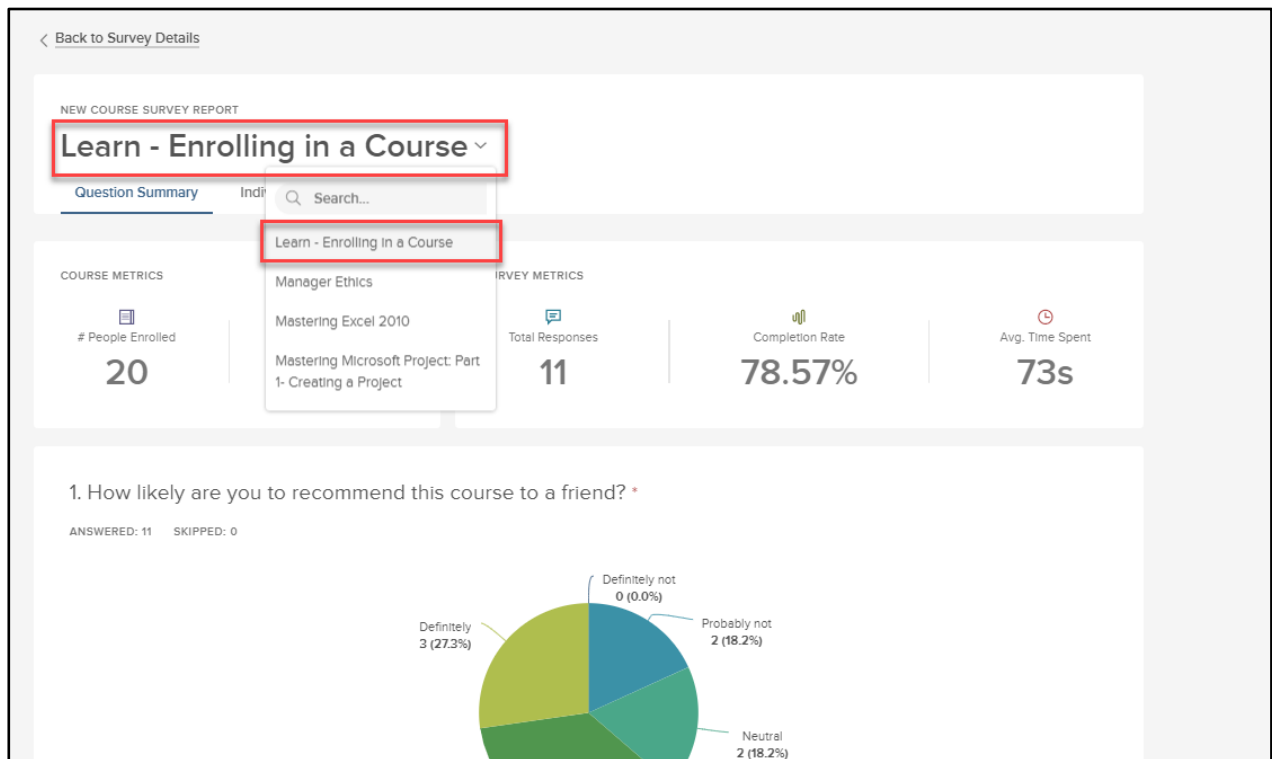 Back to Survey Details
NEW COURSE SURVEY REPORT
Learn - Enrolling in a Course
Question Summary
Search...
Learn - Enrolling in a Course
Manager Ethics
Mastering Excel 2010
Mastering Microsoft Project: Part
1- Creating a Project
COURSE METRICS
# People Enrolled
20
METRICS
Total Responses
11
Completion Rate
78.57%
Avg. Time Spent
73s
1. How likely are you to recommend this course to a friend? *
ANSWERED: 11 SKIPPED: 0
Definitely not
0 (0.0%)
Definitely
3 (27.3%)
Probably not
2 (18.2%)
Neutral
2 (18.2%)